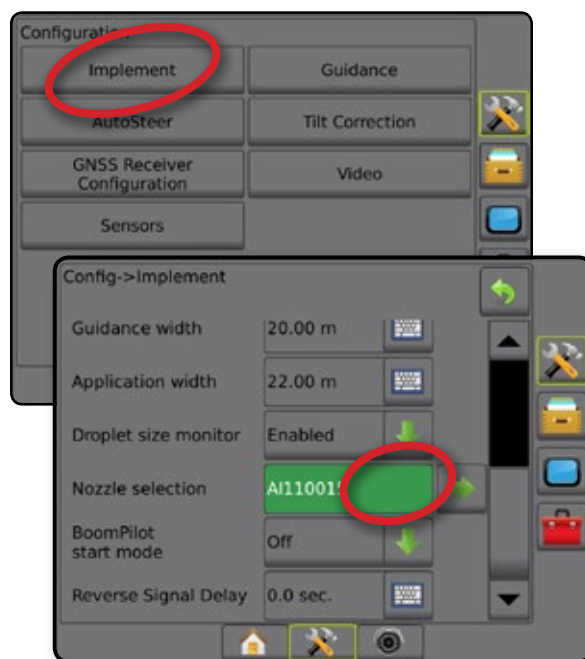 Configuration
Implement
Guidance
AutoSteer
Tilt Correction
GNSS Receiver
Configuration
Video
Sensors
Config->Implement
Guidance width
20.00 m
Application width
22.00 m
Droplet size monitor
Enabled
Nozzle selection
AI11001
BoomPilot
start mode
Off
Reverse Signal Delay
0.0 sec.